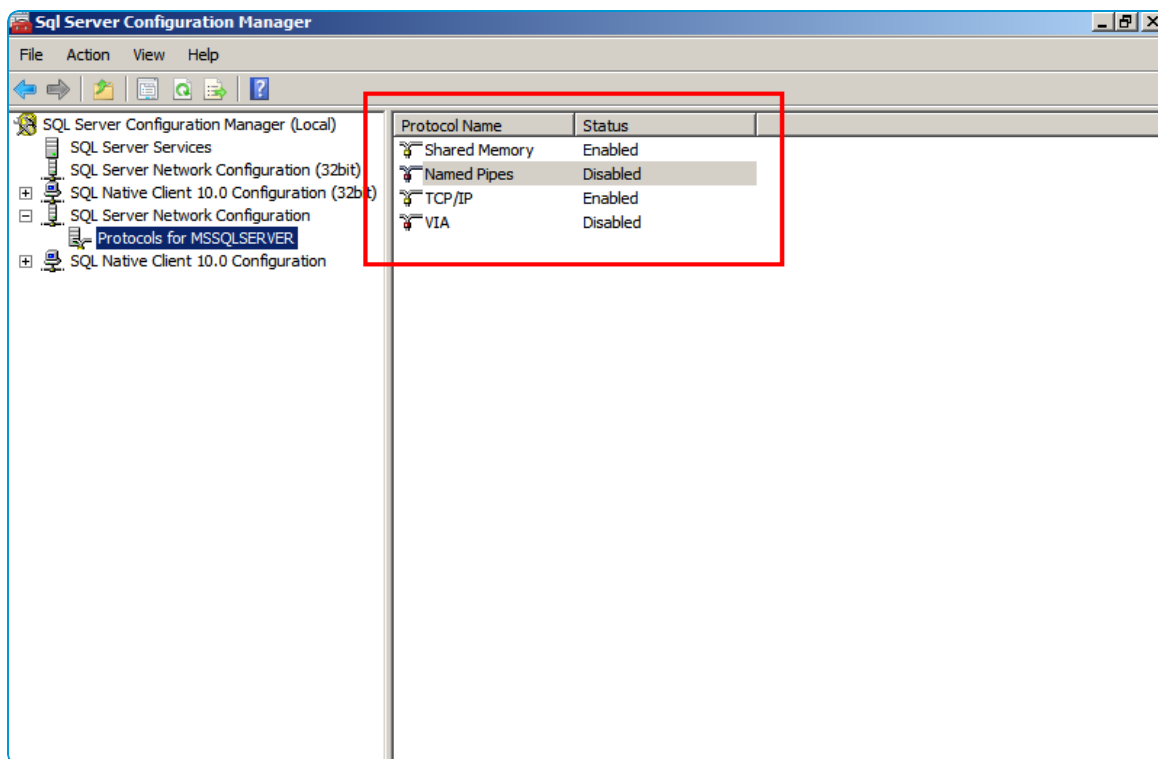 Sql Server Configuration Manager
File Action View Help
SQL Server Configuration Manager (Local)
SQL Server Services
SQL Server Network Configuration (32bit)
SQL Native Client 10.0 Configuration (32bit)
SQL Server Network Configuration
Protocols for MSSQLSERVER
SQL Native Client 10.0 Configuration
Protocol Name Status
Shared Memory Enabled
Named Pipes Disabled
TCP/IP Enabled
VIA Disabled